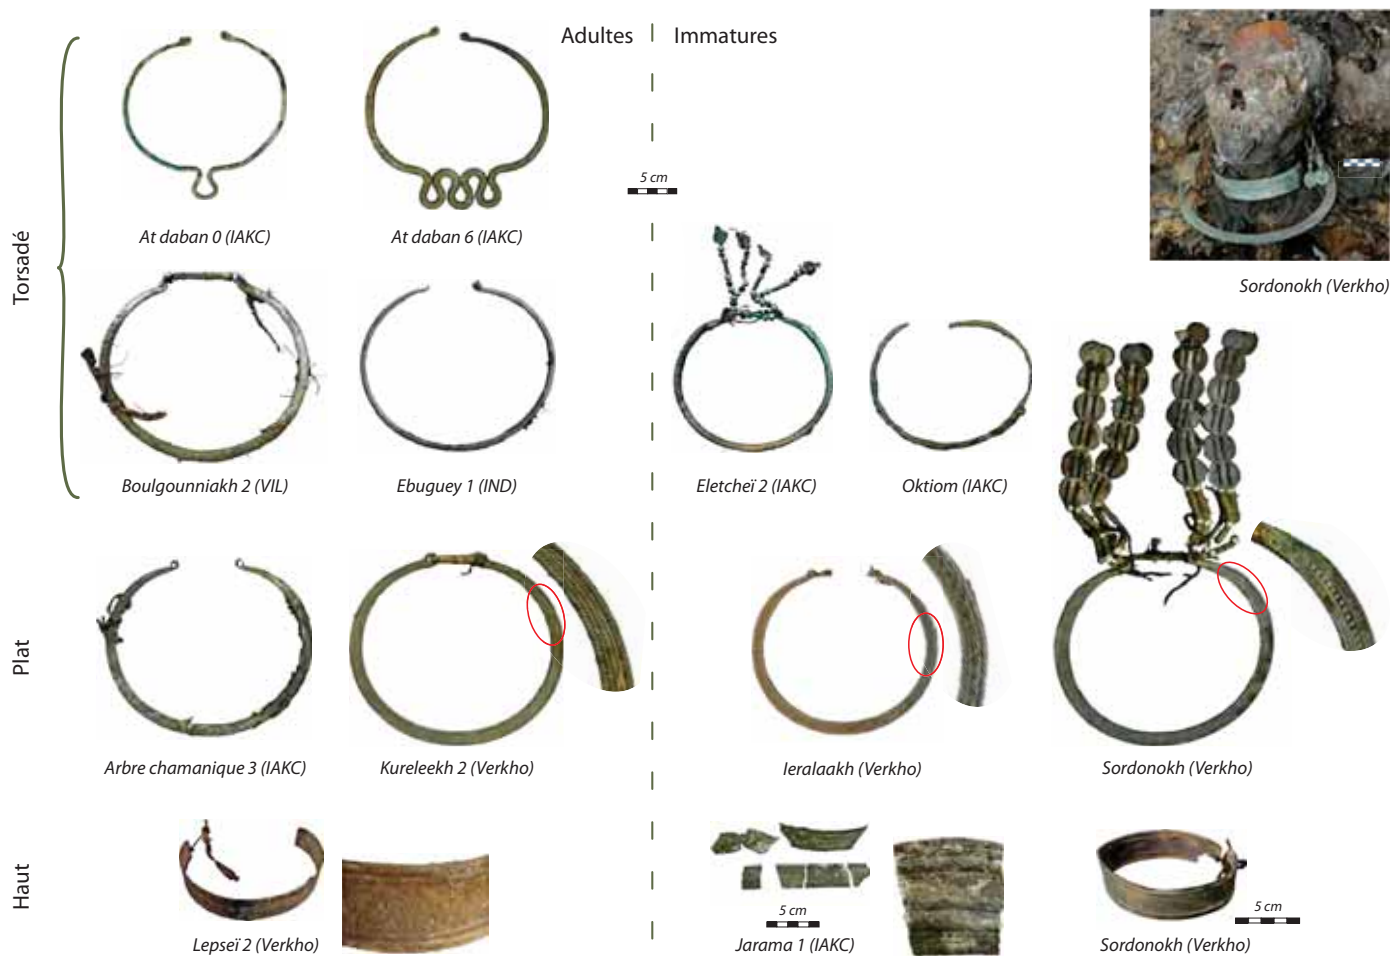 Adultes
Immatures
5 cm
Torsadé
At daban 0 (IAKC)
At daban 6 (IAKC)
Sordonokh (Verkho)
Boulgounniakh 2 (VIL)
Ebuguey 1 (IND)
Eletcheï 2 (IAKC)
Oktiom (IAKC)
Plat
Arbre chamanique 3 (IAKC)
Kureleekh 2 (Verkho)
Ieralaakh (Verkho)
Sordonokh (Verkho)
Haut
5 cm
5 cm
Lepseï 2 (Verkho)
Jarama 1 (IAKC)
Sordonokh (Verkho)